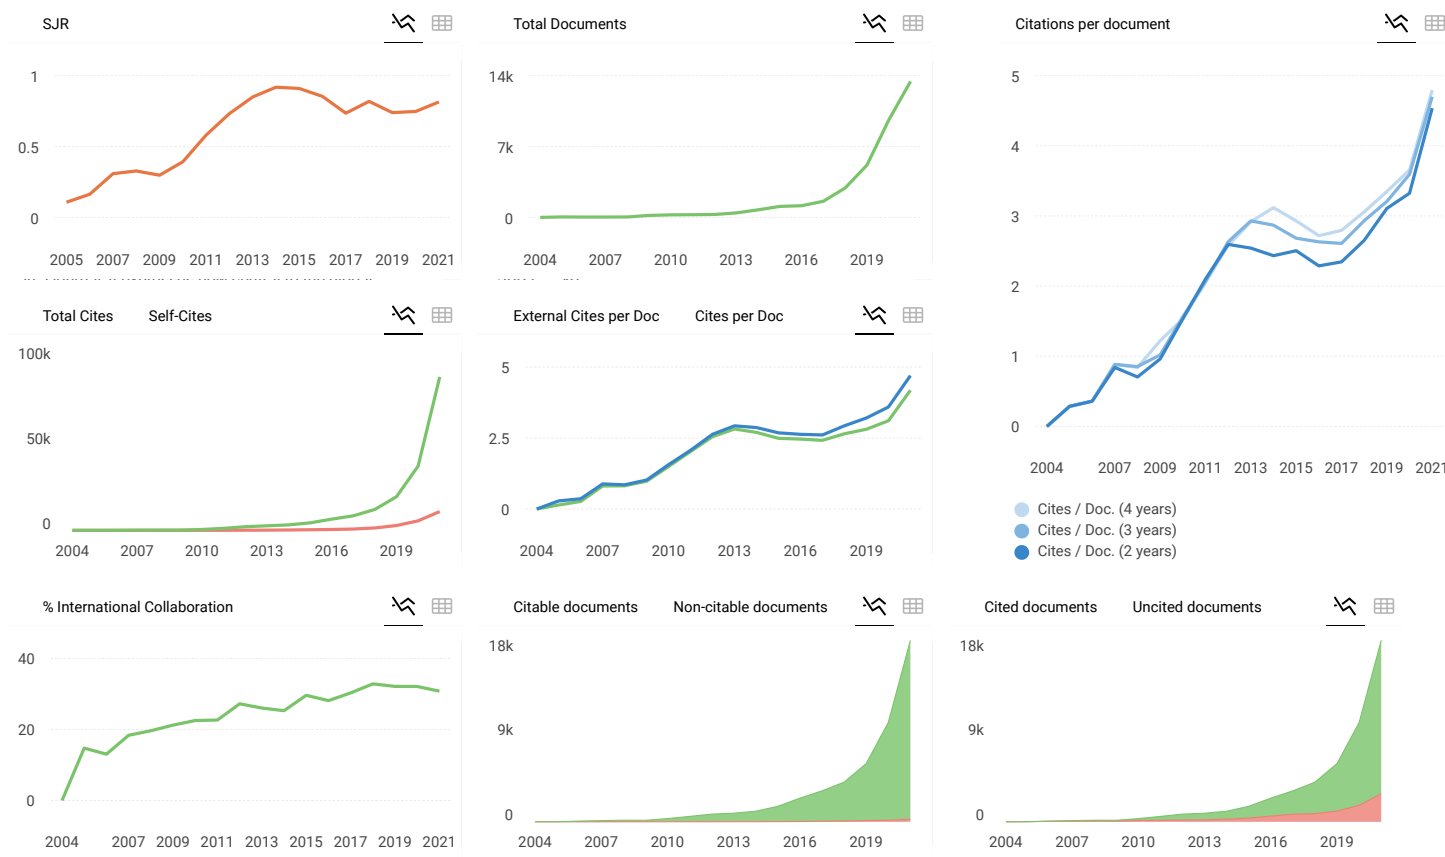 SJR
1
0.5
0
2005 2007 2009 2011 2013 2015 2017 2019 2021
Total Documents
14k
7k
0
2004 2007 2010 2013 2016 2019
Citations per document
5
4
3
2
1
0
2004 2007 2009 2011 2013 2015 2017 2019 2021
Cites / Doc. (4 years)
Cites / Doc. (3 years)
Cites / Doc. (2 years)
Total Cites Self-Cites
100k
50k
0
2004 2007 2010 2013 2016 2019
External Cites per Doc Cites per Doc
5
2.5
0
2004 2007 2010 2013 2016 2019
% International Collaboration
40
20
0
2004 2007 2009 2011 2013 2015 2017 2019 2021
Citable documents Non-citable documents
18k
9k
0
2004 2007 2010 2013 2016 2019
Cited documents Uncited documents
18k
9k
0
2004 2007 2010 2013 2016 2019